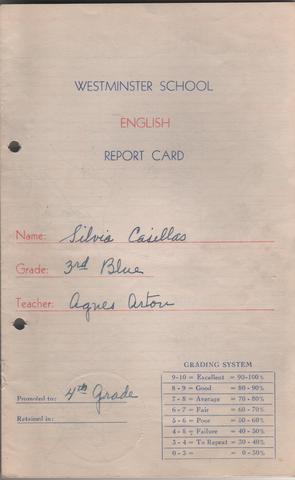 WESTMINSTER SCHOOL
ENGLISH
REPORT CARD
Name: Silvia Casellas
Grade: 3rd Blue
Teacher: Agnes Arton
GRADING SYSTEM
9-10 = Excellent = 90-100%
8 - 9 = Good = 80 - 90%
7 - 8 = Average = 70 - 80%
6 - 7 = Fair = 60 - 70%
5 - 6 = Poor = 50 - 60%
4 - 5 = Failure = 40 - 50%
3 - 4 = To Repeat = 30 - 40%
0 - 3 = = 0 - 30%
Promoted to: 4th Grade
Retained in: